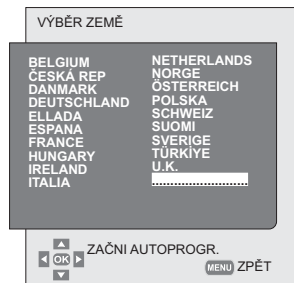 VÝBĚR ZEMĚ
BELGIUM
ČESKÁ REP
DANMARK
DEUTSCHLAND
ELLADA
ESPANA
FRANCE
HUNGARY
IRELAND
ITALIA
NETHERLANDS
NORGE
ÖSTERREICH
POLSKA
SCHWEIZ
SUOMI
SVERIGE
TÜRKİYE
U.K.
.........................
OK
ZAČNI AUTOPROGR.
MENU ZPĚT